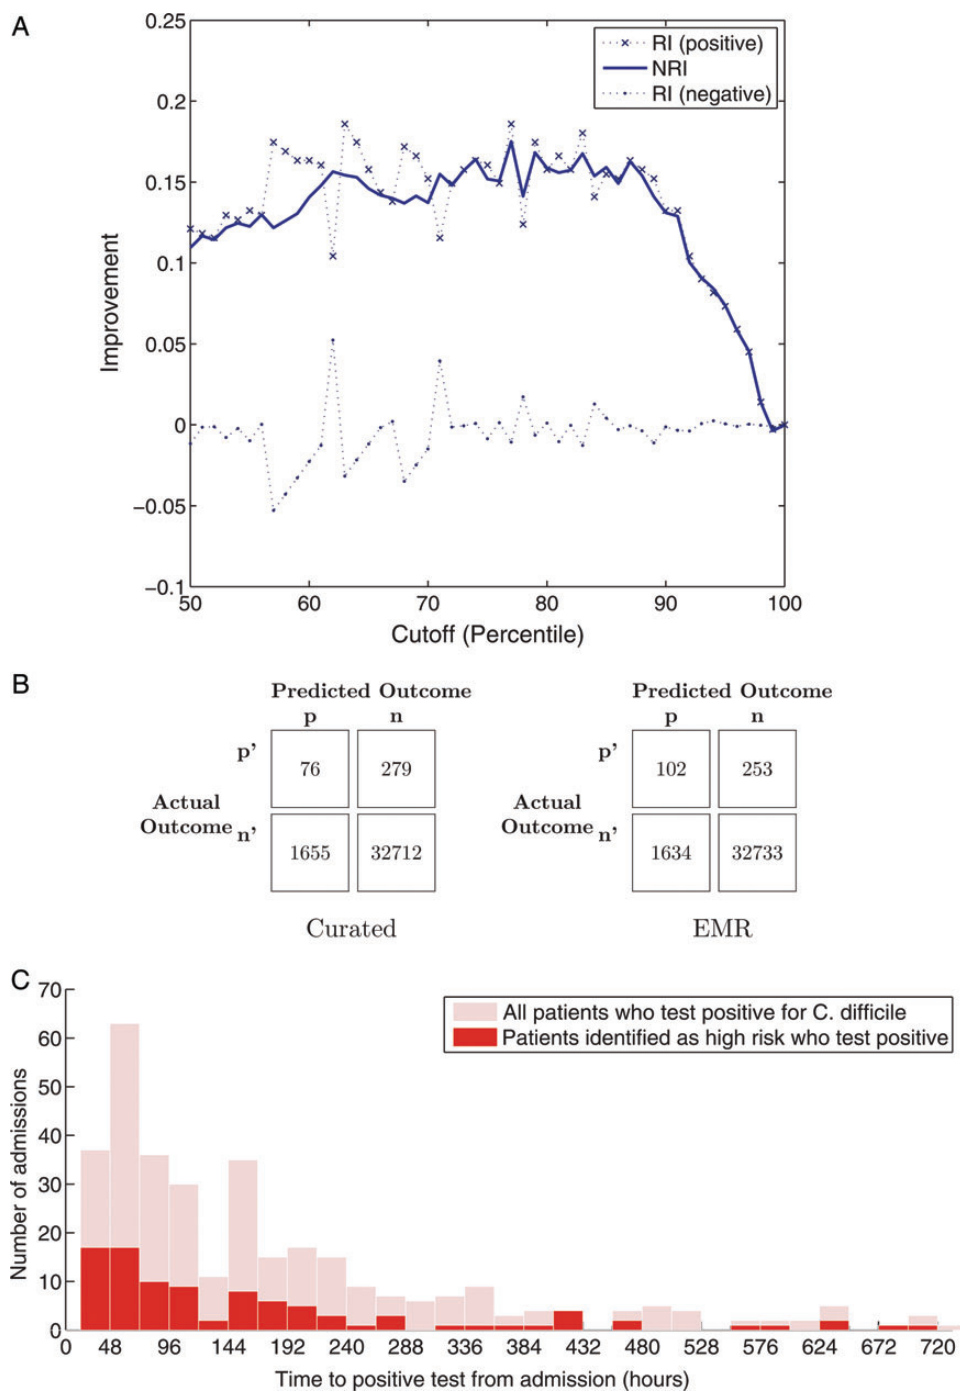 A
0.25
0.2
0.15
0.1
0.05
0
−0.05
−0.1
Improvement
RI (positive)
NRI
RI (negative)
50 60 70 80 90 100
Cutoff (Percentile)
B
Predicted Outcome
p n
p'
76 279
Actual
Outcome
n'
1655 32712
Curated
Predicted Outcome
p n
p'
102 253
Actual
Outcome
n'
1634 32733
EMR
C
70
60
50
40
30
20
10
0
Number of admissions
All patients who test positive for C. difficile
Patients identified as high risk who test positive
0 48 96 144 192 240 288 336 384 432 480 528 576 624 672 720
Time to positive test from admission (hours)